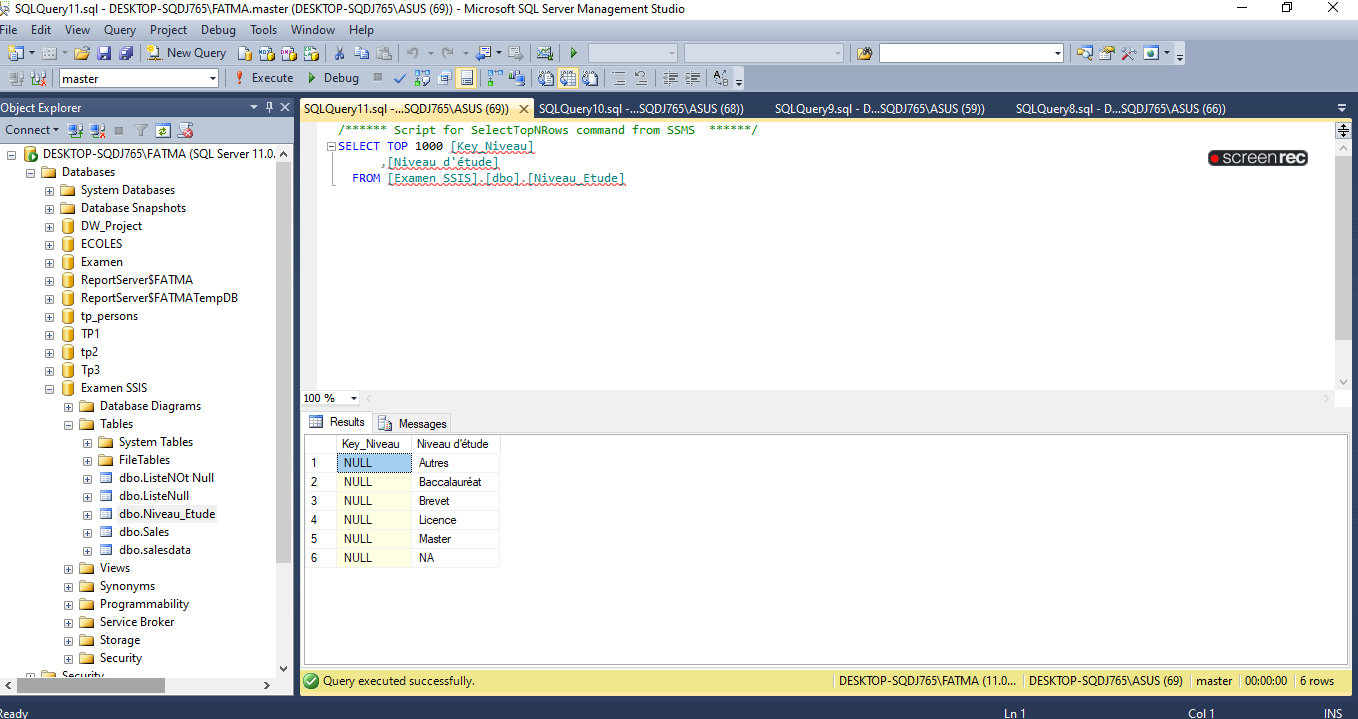 SQLQuery11.sql - DESKTOP-SQDJ765\FATMA.master (DESKTOP-SQDJ765\ASUS (69)) - Microsoft SQL Server Management Studio
File Edit View Query Project Debug Tools Window Help
New Query
master Execute Debug
Object Explorer
Connect
DESKTOP-SQDJ765\FATMA (SQL Server 11.0.
Databases
System Databases
Database Snapshots
DW_Project
ECOLES
Examen
ReportServer$FATMA
ReportServer$FATMATempDB
tp_persons
TP1
tp2
Tp3
Examen SSIS
Database Diagrams
Tables
System Tables
FileTables
dbo.ListeNOt Null
dbo.ListeNull
dbo.Niveau_Etude
dbo.Sales
dbo.salesdata
Views
Synonyms
Programmability
Service Broker
Storage
Security
Security
SQLQuery11.sql -...SQDJ765\ASUS (69)) SQLQuery10.sql -...SQDJ765\ASUS (68)) SQLQuery9.sql - D...SQDJ765\ASUS (59)) SQLQuery8.sql - D...SQDJ765\ASUS (66))
/****** Script for SelectTopNRows command from SSMS ******/
SELECT TOP 1000 [Key_Niveau]
,[Niveau d'étude]
FROM [Examen SSIS].[dbo].[Niveau_Etude]
screenrec
100 %
Results Messages
Key_Niveau Niveau d'étude
1 NULL Autres
2 NULL Baccalauréat
3 NULL Brevet
4 NULL Licence
5 NULL Master
6 NULL NA
Query executed successfully. DESKTOP-SQDJ765\FATMA (11.0... DESKTOP-SQDJ765\ASUS (69) master 00:00:00 6 rows
Ready Ln 1 Col 1 INS